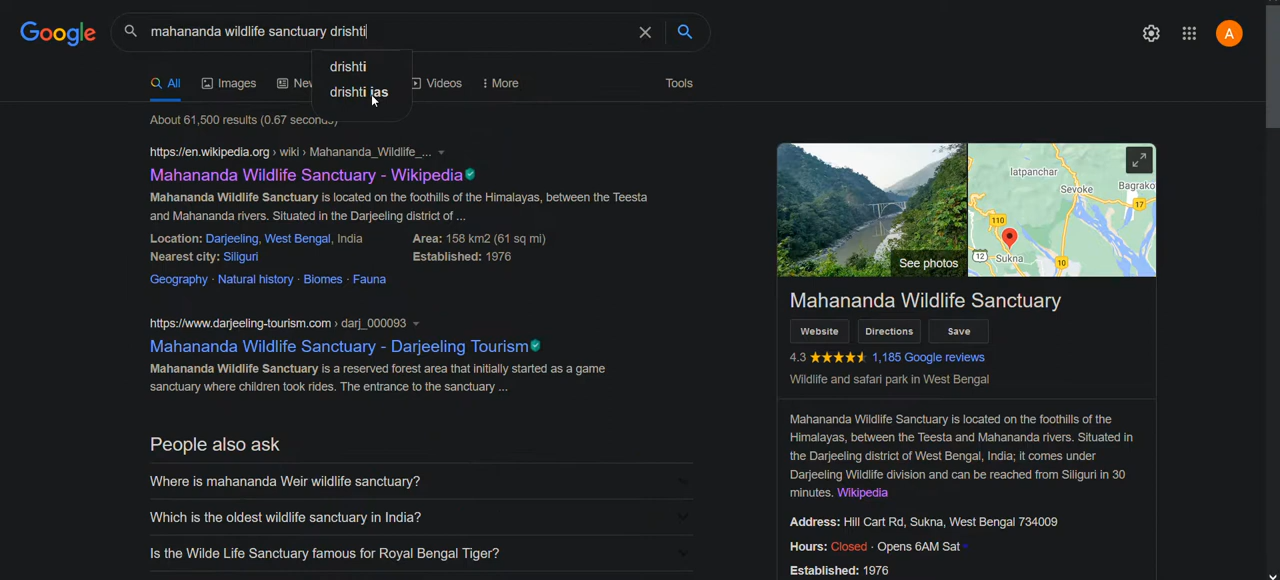 Google
mahananda wildlife sanctuary drishti
A
drishti
drishti ias
All Images Videos More Tools
About 61,500 results (0.67 seconds)
https://en.wikipedia.org › wiki › Mahananda_Wildlife_...
Mahananda Wildlife Sanctuary - Wikipedia
Mahananda Wildlife Sanctuary is located on the foothills of the Himalayas, between the Teesta
and Mahananda rivers. Situated in the Darjeeling district of ...
Location: Darjeeling, West Bengal, India Area: 158 km2 (61 sq mi)
Nearest city: Siliguri Established: 1976
Geography · Natural history · Biomes · Fauna
https://www.darjeeling-tourism.com › darj_000093
Mahananda Wildlife Sanctuary - Darjeeling Tourism
Mahananda Wildlife Sanctuary is a reserved forest area that initially started as a game
sanctuary where children took rides. The entrance to the sanctuary ...
People also ask
Where is mahananda Weir wildlife sanctuary?
Which is the oldest wildlife sanctuary in India?
Is the Wilde Life Sanctuary famous for Royal Bengal Tiger?
See photos
latpanchar
Sevoke
Bagrako
17
110
12
Sukna
10
Mahananda Wildlife Sanctuary
Website Directions Save
4.3 1,185 Google reviews
Wildlife and safari park in West Bengal
Mahananda Wildlife Sanctuary is located on the foothills of the
Himalayas, between the Teesta and Mahananda rivers. Situated in
the Darjeeling district of West Bengal, India; it comes under
Darjeeling Wildlife division and can be reached from Siliguri in 30
minutes. Wikipedia
Address: Hill Cart Rd, Sukna, West Bengal 734009
Hours: Closed · Opens 6AM Sat
Established: 1976